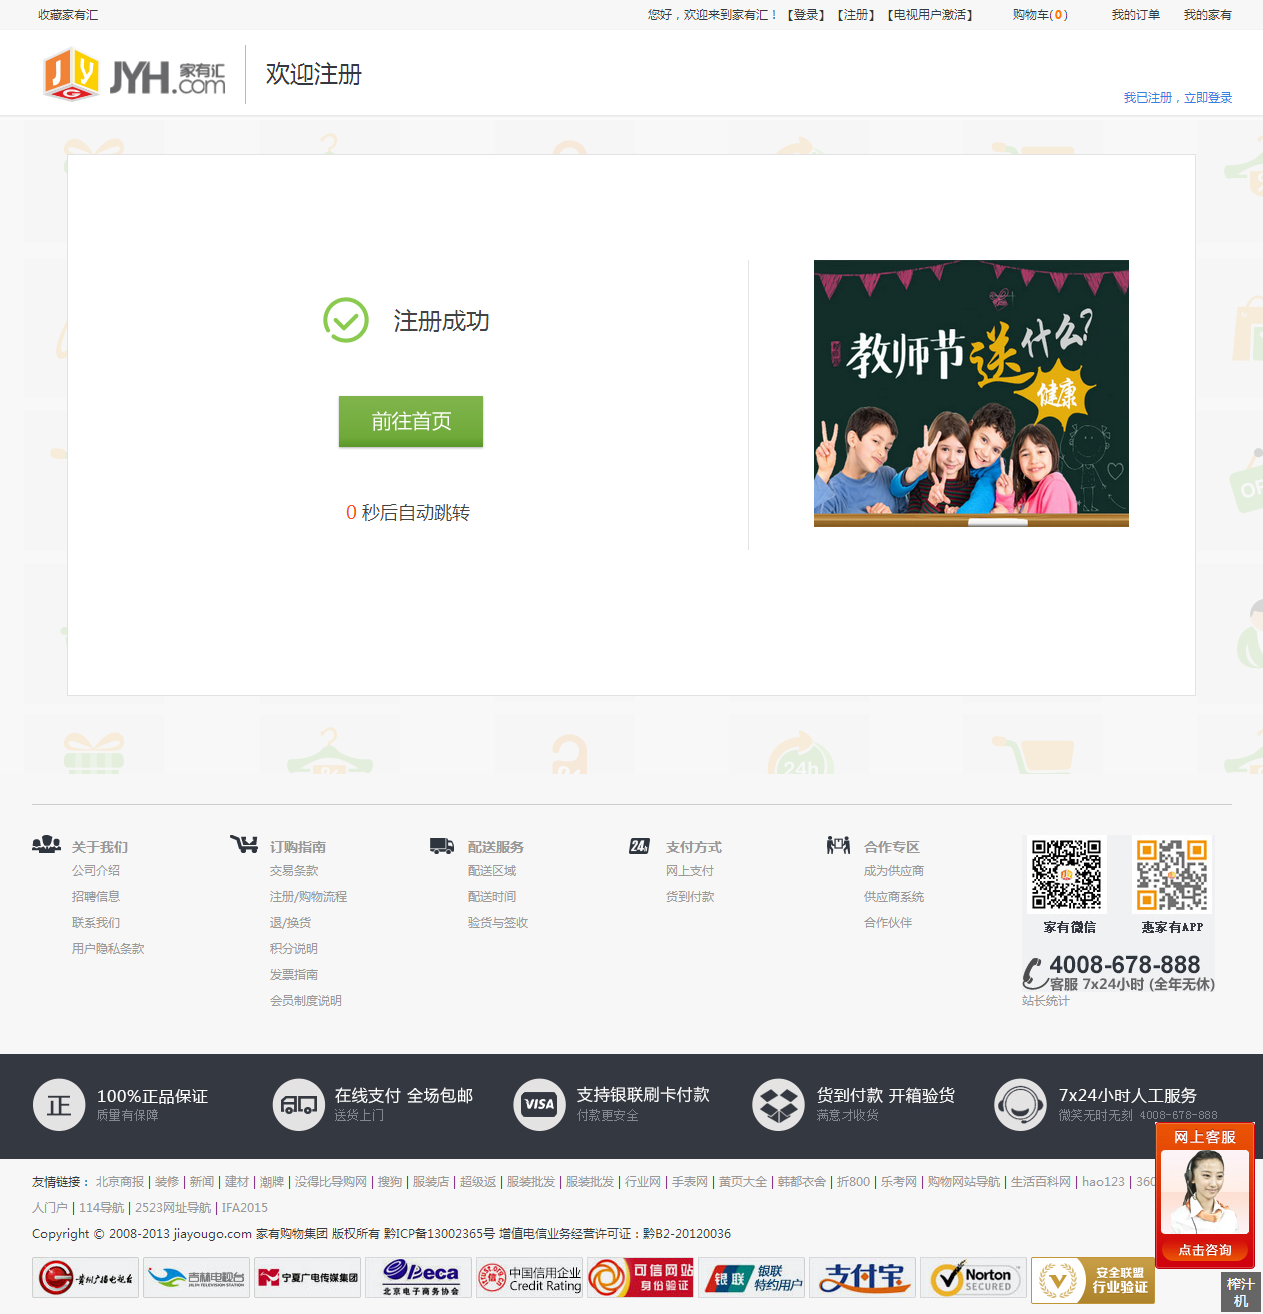 收藏家有汇
您好，欢迎来到家有汇！【登录】【注册】【电视用户激活】 购物车(0) 我的订单 我的家有
JYH.com 家有汇 欢迎注册
我已注册，立即登录
注册成功
前往首页
0 秒后自动跳转
教师节送什么?
健康
24h
关于我们
公司介绍
招聘信息
联系我们
用户隐私条款
订购指南
交易条款
注册/购物流程
退/换货
积分说明
发票指南
会员制度说明
配送服务
配送区域
配送时间
验货与签收
24h 支付方式
网上支付
货到付款
合作专区
成为供应商
供应商系统
合作伙伴
家有微信 惠家有APP
4008-678-888
客服 7x24小时 (全年无休)
站长统计
正 100%正品保证
质量有保障
在线支付 全场包邮
送货上门
VISA 支持银联刷卡付款
付款更安全
货到付款 开箱验货
满意才收货
7x24小时人工服务
微笑无时无刻 4008-678-888
网上客服
点击咨询
榨汁机
友情链接： 北京商报 | 装修 | 新闻 | 建材 | 潮牌 | 没得比导购网 | 搜狗 | 服装店 | 超级返 | 服装批发 | 服装批发 | 行业网 | 手表网 | 黄页大全 | 韩都衣舍 | 折800 | 乐考网 | 购物网站导航 | 生活百科网 | hao123 | 360
人门户 | 114导航 | 2523网址导航 | IFA2015
Copyright © 2008-2013 jiayougo.com 家有购物集团 版权所有 黔ICP备13002365号 增值电信业务经营许可证：黔B2-20120036
贵州广播电视台
吉林电视台 JILIN TELEVISION STATION
宁夏广电传媒集团
Beca 北京电子商务协会
中国信用企业 Credit Rating
可信网站 身份验证
银联 银联特约用户
支付宝
Norton SECURED
安全联盟 行业验证